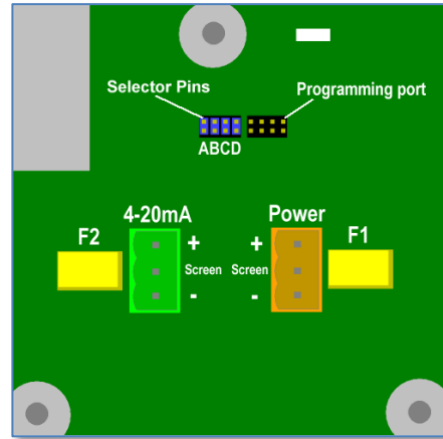 Selector Pins
Programming port
ABCD
4-20mA
Power
F2
F1
+
+
Screen
Screen
-
-